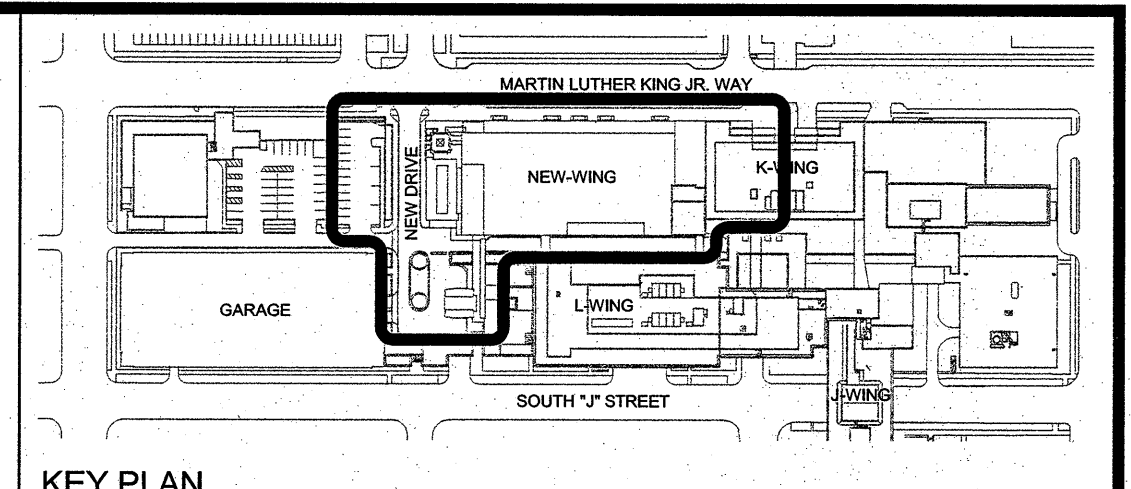 MARTIN LUTHER KING JR. WAY
NEW DRIVE
NEW-WING
K-WING
GARAGE
L-WING
J-WING
SOUTH "J" STREET
KEY PLAN